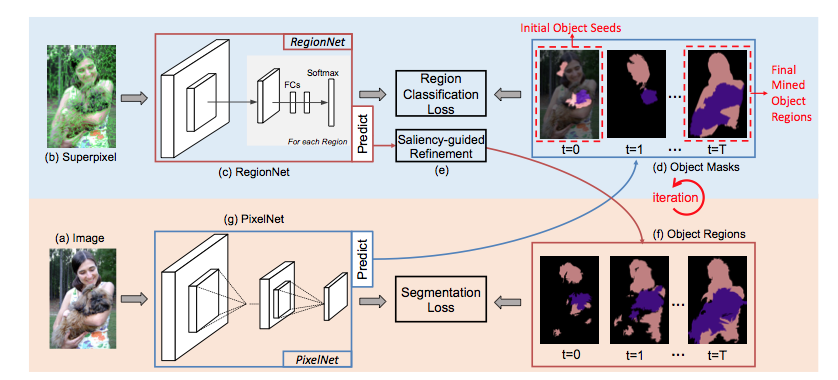 Initial Object Seeds
RegionNet
Softmax
FCs
For each Region
Predict
(b) Superpixel
(c) RegionNet
Region
Classification
Loss
Saliency-guided
Refinement
(e)
t=0
t=1
...
t=T
...
(d) Object Masks
Final
Mined
Object
Regions
iteration
(g) PixelNet
(a) Image
Predict
PixelNet
Segmentation
Loss
(f) Object Regions
...
t=0
t=1
...
t=T